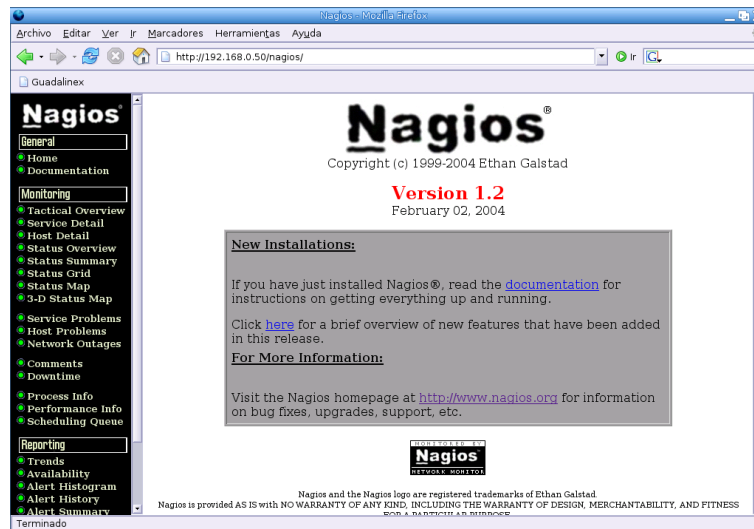 Nagios - Mozilla Firefox
Archivo Editar Ver Ir Marcadores Herramientas Ayuda
http://192.168.0.50/nagios/
Ir
G
Guadalinex
Nagios®
General
Home
Documentation
Monitoring
Tactical Overview
Service Detail
Host Detail
Status Overview
Status Summary
Status Grid
Status Map
3-D Status Map
Service Problems
Host Problems
Network Outages
Comments
Downtime
Process Info
Performance Info
Scheduling Queue
Reporting
Trends
Availability
Alert Histogram
Alert History
Alert Summary
Nagios®
Copyright (c) 1999-2004 Ethan Galstad
Version 1.2
February 02, 2004
New Installations:
If you have just installed Nagios®, read the documentation for
instructions on getting everything up and running.
Click here for a brief overview of new features that have been added
in this release.
For More Information:
Visit the Nagios homepage at http://www.nagios.org for information
on bug fixes, upgrades, support, etc.
MONITORED BY
Nagios
NETWORK MONITOR
Nagios and the Nagios logo are registered trademarks of Ethan Galstad.
Nagios is provided AS IS with NO WARRANTY OF ANY KIND, INCLUDING THE WARRANTY OF DESIGN, MERCHANTABILITY, AND FITNESS
FOR A PARTICULAR PURPOSE
Terminado